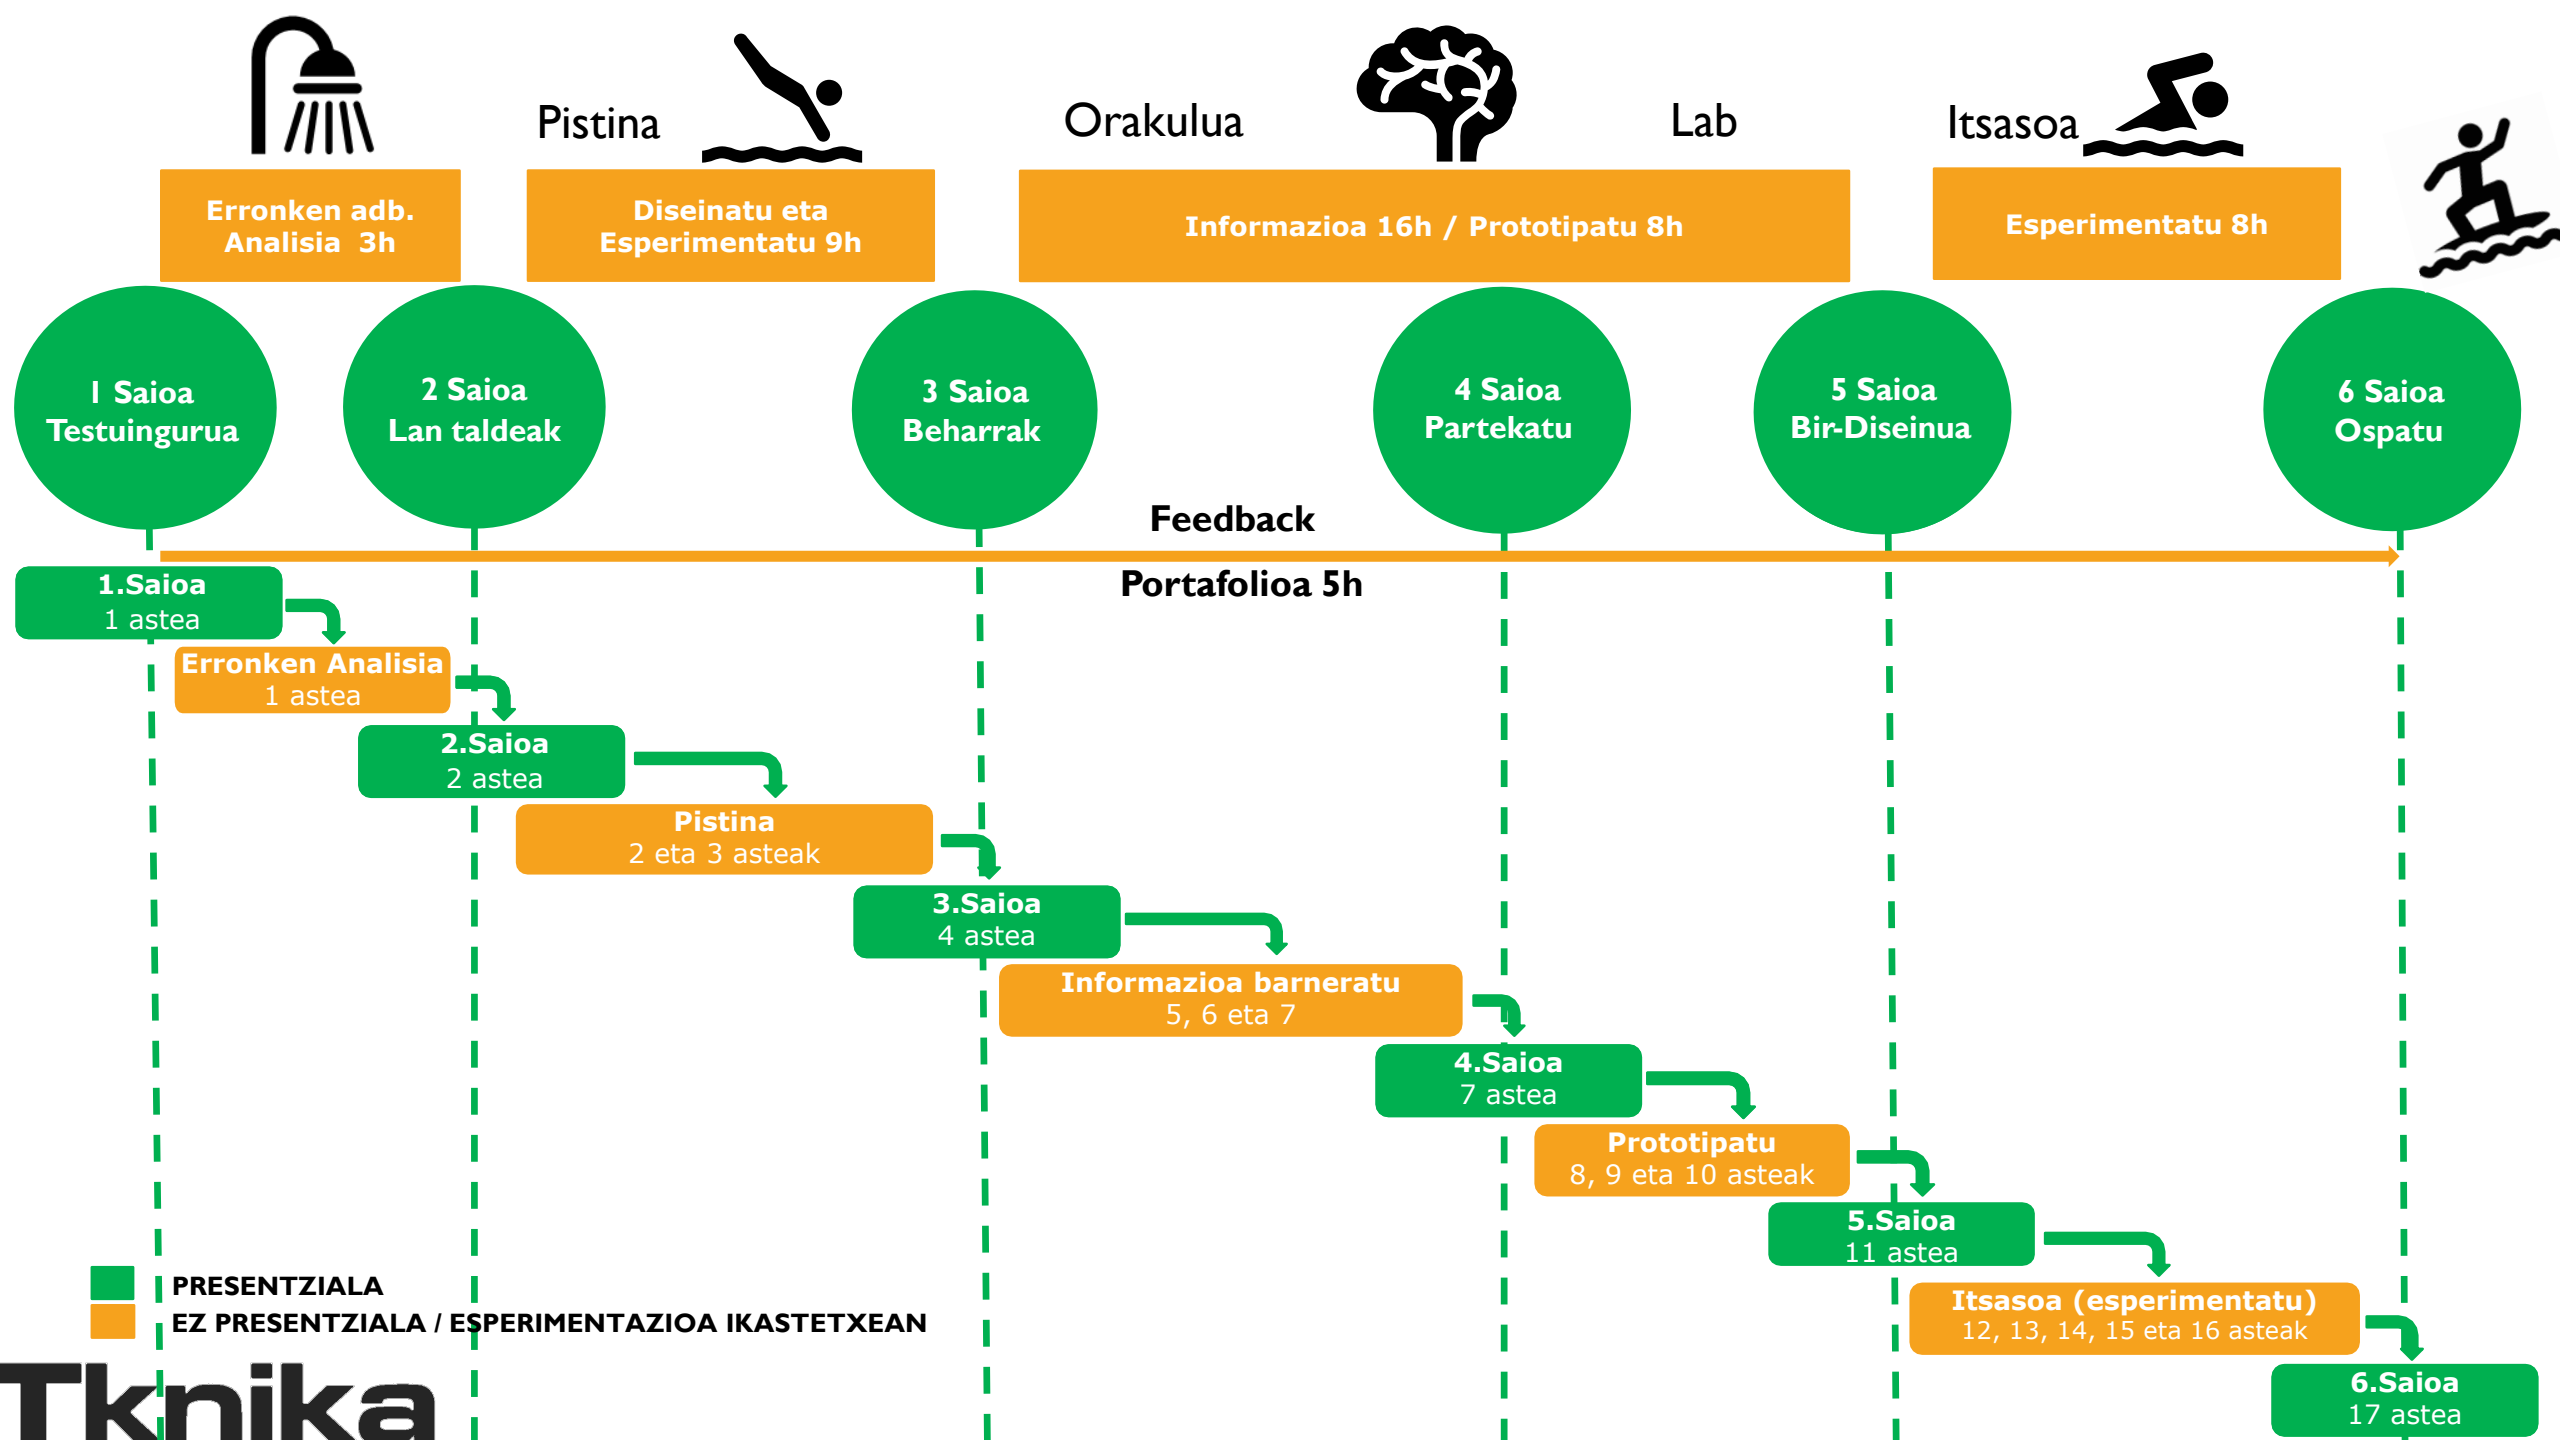 Pistina
Orakulua
Lab
Itsasoa
Erronken adb.
Analisia 3h
Diseinatu eta
Esperimentatu 9h
Informazioa 16h / Prototipatu 8h
Esperimentatu 8h
1 Saioa
Testuingurua
2 Saioa
Lan taldeak
3 Saioa
Beharrak
4 Saioa
Partekatu
5 Saioa
Bir-Diseinua
6 Saioa
Ospatu
Feedback
Portafolioa 5h
1.Saioa
1 astea
Erronken Analisia
1 astea
2.Saioa
2 astea
Pistina
2 eta 3 asteak
3.Saioa
4 astea
Informazioa barneratu
5, 6 eta 7
4.Saioa
7 astea
Prototipatu
8, 9 eta 10 asteak
5.Saioa
11 astea
Itsasoa (esperimentatu)
12, 13, 14, 15 eta 16 asteak
6.Saioa
17 astea
PRESENTZIALA
EZ PRESENTZIALA / ESPERIMENTAZIOA IKASTETXEAN
Tknika